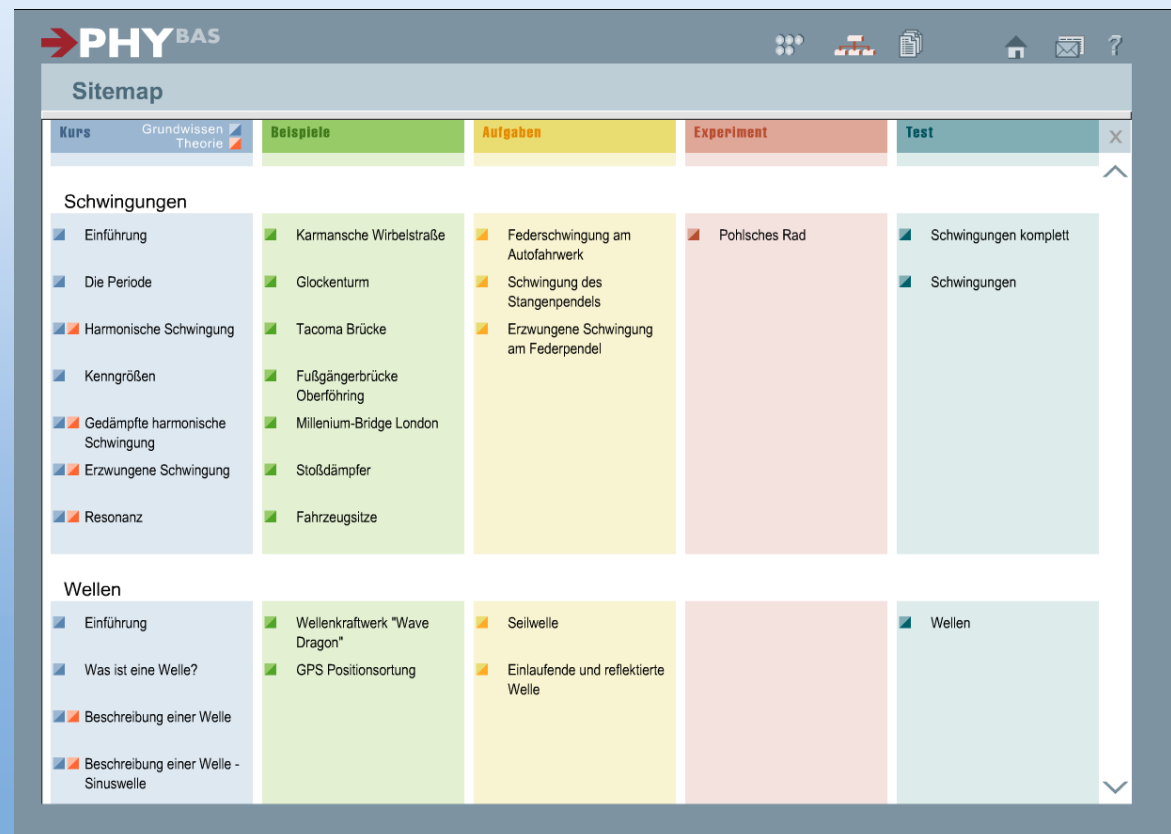 PHY BAS
?
Sitemap
Kurs
Grundwissen
Theorie
Beispiele
Aufgaben
Experiment
Test
X
Schwingungen
Einführung
Die Periode
Harmonische Schwingung
Kenngrößen
Gedämpfte harmonische
Schwingung
Erzwungene Schwingung
Resonanz
Karmansche Wirbelstraße
Glockenturm
Tacoma Brücke
Fußgängerbrücke
Oberföhring
Millenium-Bridge London
Stoßdämpfer
Fahrzeugsitze
Federschwingung am
Autofahrwerk
Schwingung des
Stangenpendels
Erzwungene Schwingung
am Federpendel
Pohlsches Rad
Schwingungen komplett
Schwingungen
Wellen
Einführung
Was ist eine Welle?
Beschreibung einer Welle
Beschreibung einer Welle -
Sinuswelle
Wellenkraftwerk "Wave
Dragon"
GPS Positionsortung
Seilwelle
Einlaufende und reflektierte
Welle
Wellen